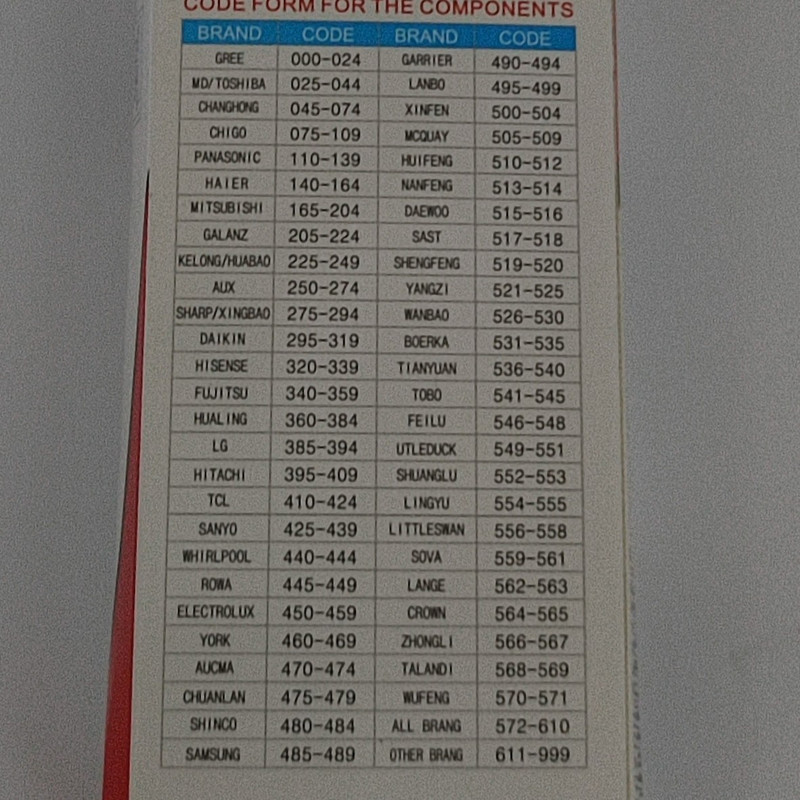 CODE FORM FOR THE COMPONENTS
BRAND CODE BRAND CODE
GREE 000-024 GARRIER 490-494
MD/TOSHIBA 025-044 LANBO 495-499
CHANGHONG 045-074 XINFEN 500-504
CHIGO 075-109 MCQUAY 505-509
PANASONIC 110-139 HUIFENG 510-512
HAIER 140-164 NANFENG 513-514
MITSUBISHI 165-204 DAEWOO 515-516
GALANZ 205-224 SAST 517-518
KELONG/HUABAO 225-249 SHENGFENG 519-520
AUX 250-274 YANGZI 521-525
SHARP/XINGBAO 275-294 WANBAO 526-530
DAIKIN 295-319 BOERKA 531-535
HISENSE 320-339 TIANYUAN 536-540
FUJITSU 340-359 TOBO 541-545
HUALING 360-384 FEILU 546-548
LG 385-394 UTLEDUCK 549-551
HITACHI 395-409 SHUANGLU 552-553
TCL 410-424 LINGYU 554-555
SANYO 425-439 LITTLESWAN 556-558
WHIRLPOOL 440-444 SOVA 559-561
ROWA 445-449 LANGE 562-563
ELECTROLUX 450-459 CROWN 564-565
YORK 460-469 ZHONGLI 566-567
AUCMA 470-474 TALANDI 568-569
CHUANLAN 475-479 WUFENG 570-571
SHINCO 480-484 ALL BRANG 572-610
SAMSUNG 485-489 OTHER BRANG 611-999